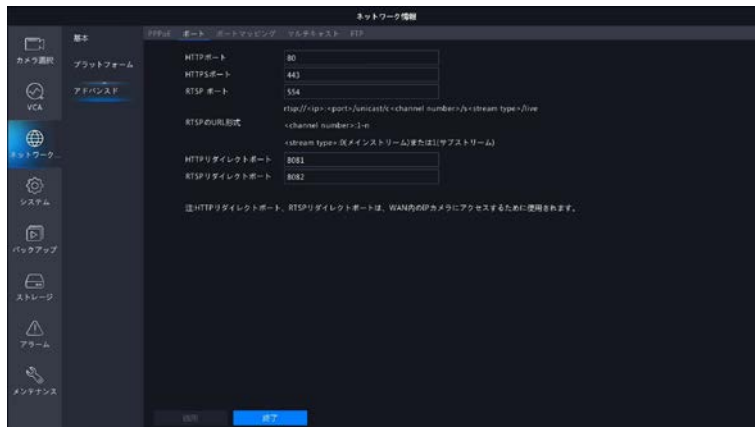 ネットワーク情報
PPPoE ポート ポートマッピング マルチキャスト FTP
カメラ選択
VCA
ネットワーク...
システム
バックアップ
ストレージ
アラーム
メンテナンス
基本
プラットフォーム
アドバンスド
HTTPポート 80
HTTPSポート 443
RTSP ポート 554
rtsp://<ip>:<port>/unicast/c<channel number>/s<stream type>/live
RTSPのURL形式 <channel number>:1-n
<stream type>:0(メインストリーム)または1(サブストリーム)
HTTPリダイレクトポート 8081
RTSPリダイレクトポート 8082
注:HTTPリダイレクトポート、RTSPリダイレクトポートは、WAN内のIPカメラにアクセスするために使用されます。
適用 終了